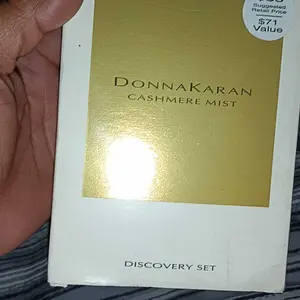 Suggested
Retail Price
$71
Value
DONNAKARAN
CASHMERE MIST
DISCOVERY SET